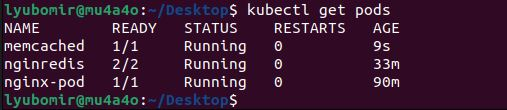 lyubomir@mu4a4o:~/Desktop$ kubectl get pods
NAME READY STATUS RESTARTS AGE
memcached 1/1 Running 0 9s
nginredis 2/2 Running 0 33m
nginx-pod 1/1 Running 0 90m
lyubomir@mu4a4o:~/Desktop$